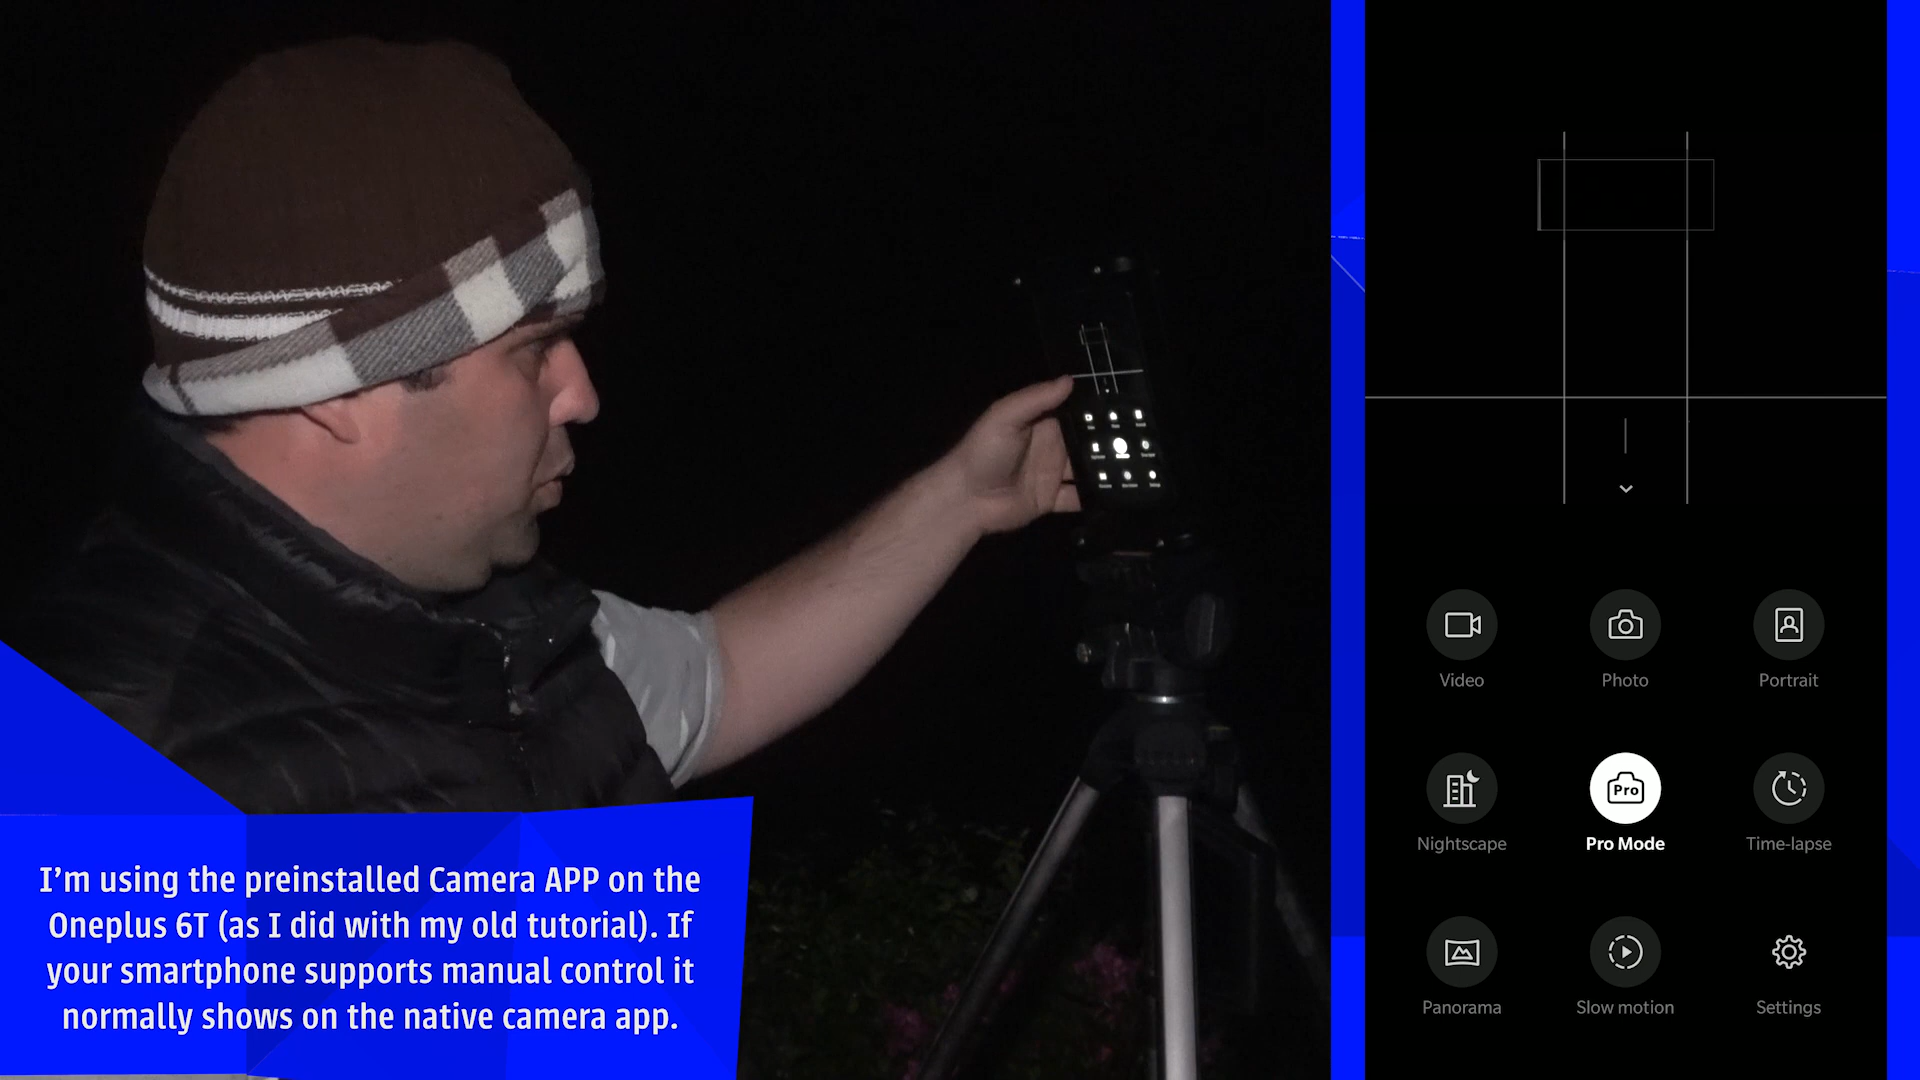 I'm using the preinstalled Camera APP on the
Oneplus 6T (as I did with my old tutorial). If
your smartphone supports manual control it
normally shows on the native camera app.
Video
Photo
Portrait
Nightscape
Pro
Pro Mode
Time-lapse
Panorama
Slow motion
Settings